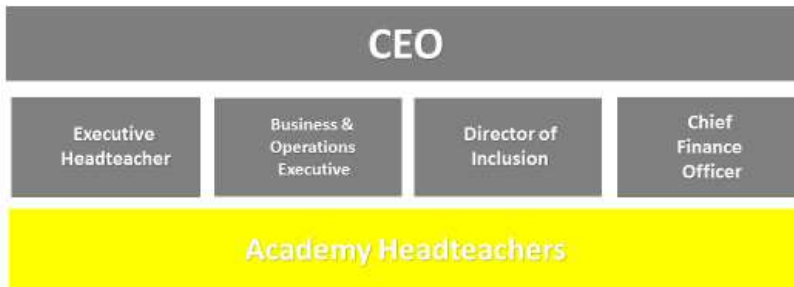 CEO
Executive
Headteacher
Business &
Operations
Executive
Director of
Inclusion
Chief
Finance
Officer
Academy Headteachers